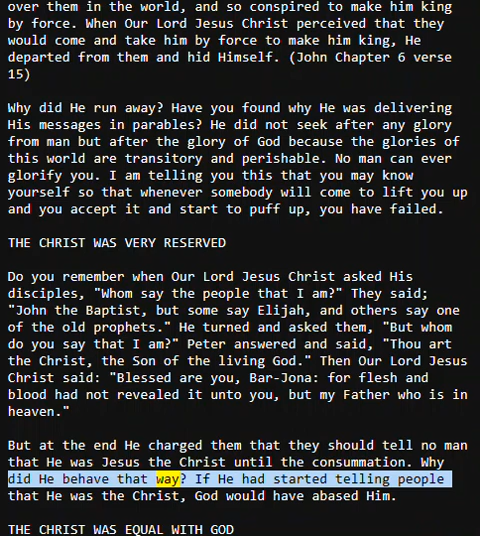 over them in the world, and so conspired to make him king
by force. When Our Lord Jesus Christ perceived that they
would come and take him by force to make him king, He
departed from them and hid Himself. (John Chapter 6 verse
15)
Why did He run away? Have you found why He was delivering
His messages in parables? He did not seek after any glory
from man but after the glory of God because the glories of
this world are transitory and perishable. No man can ever
glorify you. I am telling you this that you may know
yourself so that whenever somebody will come to lift you up
and you accept it and start to puff up, you have failed.
THE CHRIST WAS VERY RESERVED
Do you remember when Our Lord Jesus Christ asked His
disciples, "Whom say the people that I am?" They said;
"John the Baptist, but some say Elijah, and others say one
of the old prophets." He turned and asked them, "But whom
do you say that I am?" Peter answered and said, "Thou art
the Christ, the Son of the living God." Then Our Lord Jesus
Christ said: "Blessed are you, Bar-Jona: for flesh and
blood had not revealed it unto you, but my Father who is in
heaven."
But at the end He charged them that they should tell no man
that He was Jesus the Christ until the consummation. Why
did He behave that way? If He had started telling people
that He was the Christ, God would have abased Him.
THE CHRIST WAS EQUAL WITH GOD